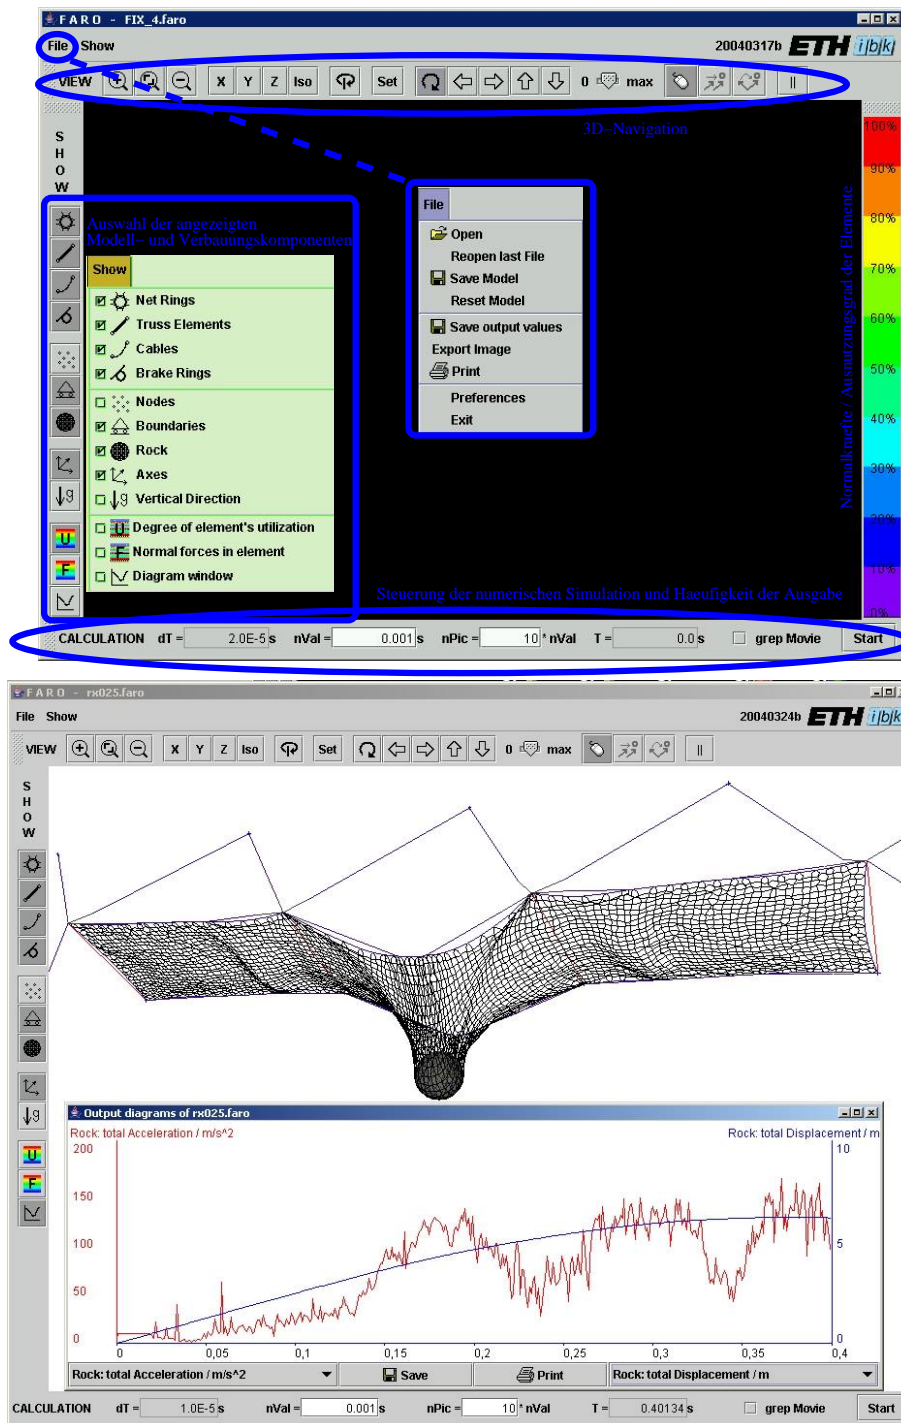 FARO - FIX_4.faro
File Show
20040317b ETH i|b|k|
VIEW X Y Z Iso Set 0 max ||
3D-Navigation
S
H
O
W
100%
90%
80%
70%
60%
50%
40%
30%
20%
10%
0%
Normalkraefte / Ausnutzungsgrad der Elemente
Auswahl der angezeigten
Modell- und Verbauungskomponenten
Show
Net Rings
Truss Elements
Cables
Brake Rings
Nodes
Boundaries
Rock
Axes
g Vertical Direction
U Degree of element's utilization
F Normal forces in element
Diagram window
File
Open
Reopen last File
Save Model
Reset Model
Save output values
Export Image
Print
Preferences
Exit
g
U
F
Steuerung der numerischen Simulation und Haeufigkeit der Ausgabe
CALCULATION dT = 2.0E-5 s nVal = 0.001 s nPic = 10 * nVal T = 0.0 s grep Movie Start
FARO - rx025.faro
File Show
20040324b ETH i|b|k
VIEW X Y Z Iso Set 0 max ||
S
H
O
W
g
U
F
Output diagrams of rx025.faro
Rock: total Acceleration / m/s^2 Rock: total Displacement / m
200 10
150
100 5
50
0 0
0 0,05 0,1 0,15 0,2 0,25 0,3 0,35 0,4
Rock: total Acceleration / m/s^2 Save Print Rock: total Displacement / m
CALCULATION dT = 1.0E-5 s nVal = 0.001 s nPic = 10 * nVal T = 0.40134 s grep Movie Start